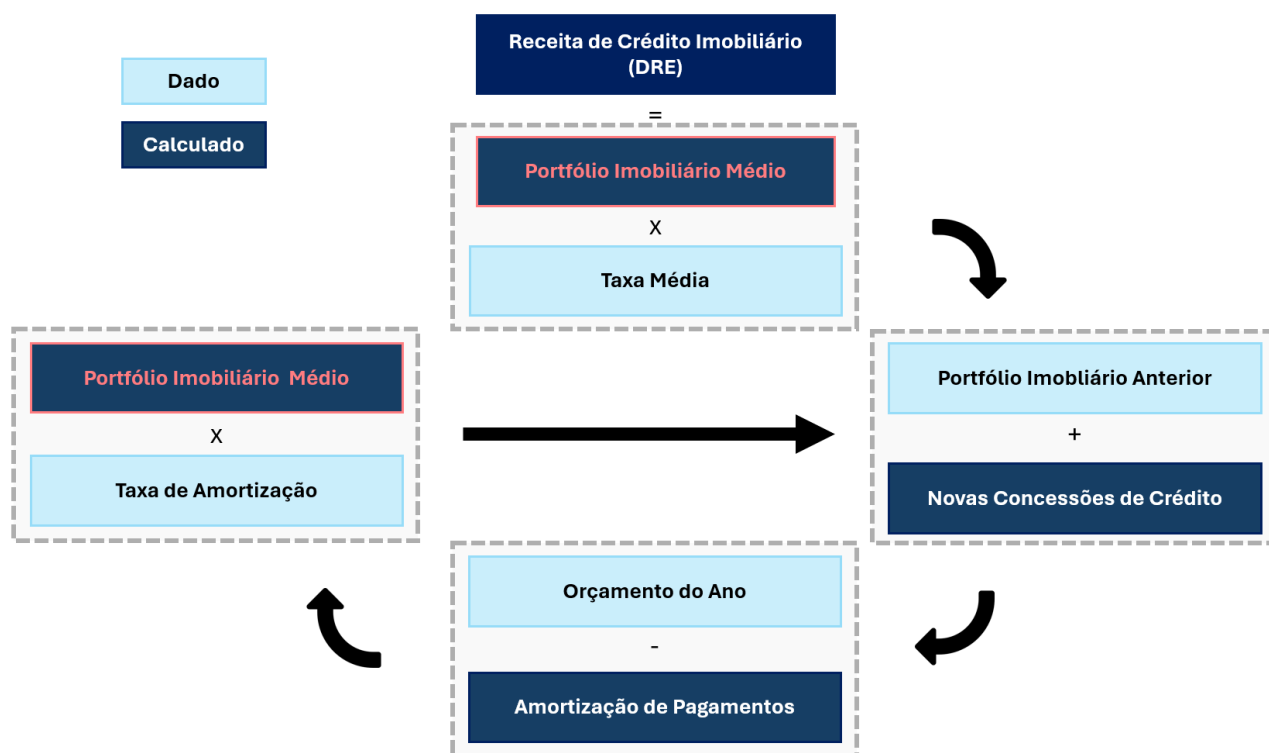 Receita de Crédito Imobiliário
(DRE)
Dado
Calculado
=
Portfólio Imobiliário Médio
X
Taxa Média
Portfólio Imobiliário Médio
X
Taxa de Amortização
Portfólio Imobliário Anterior
+
Novas Concessões de Crédito
Orçamento do Ano
-
Amortização de Pagamentos